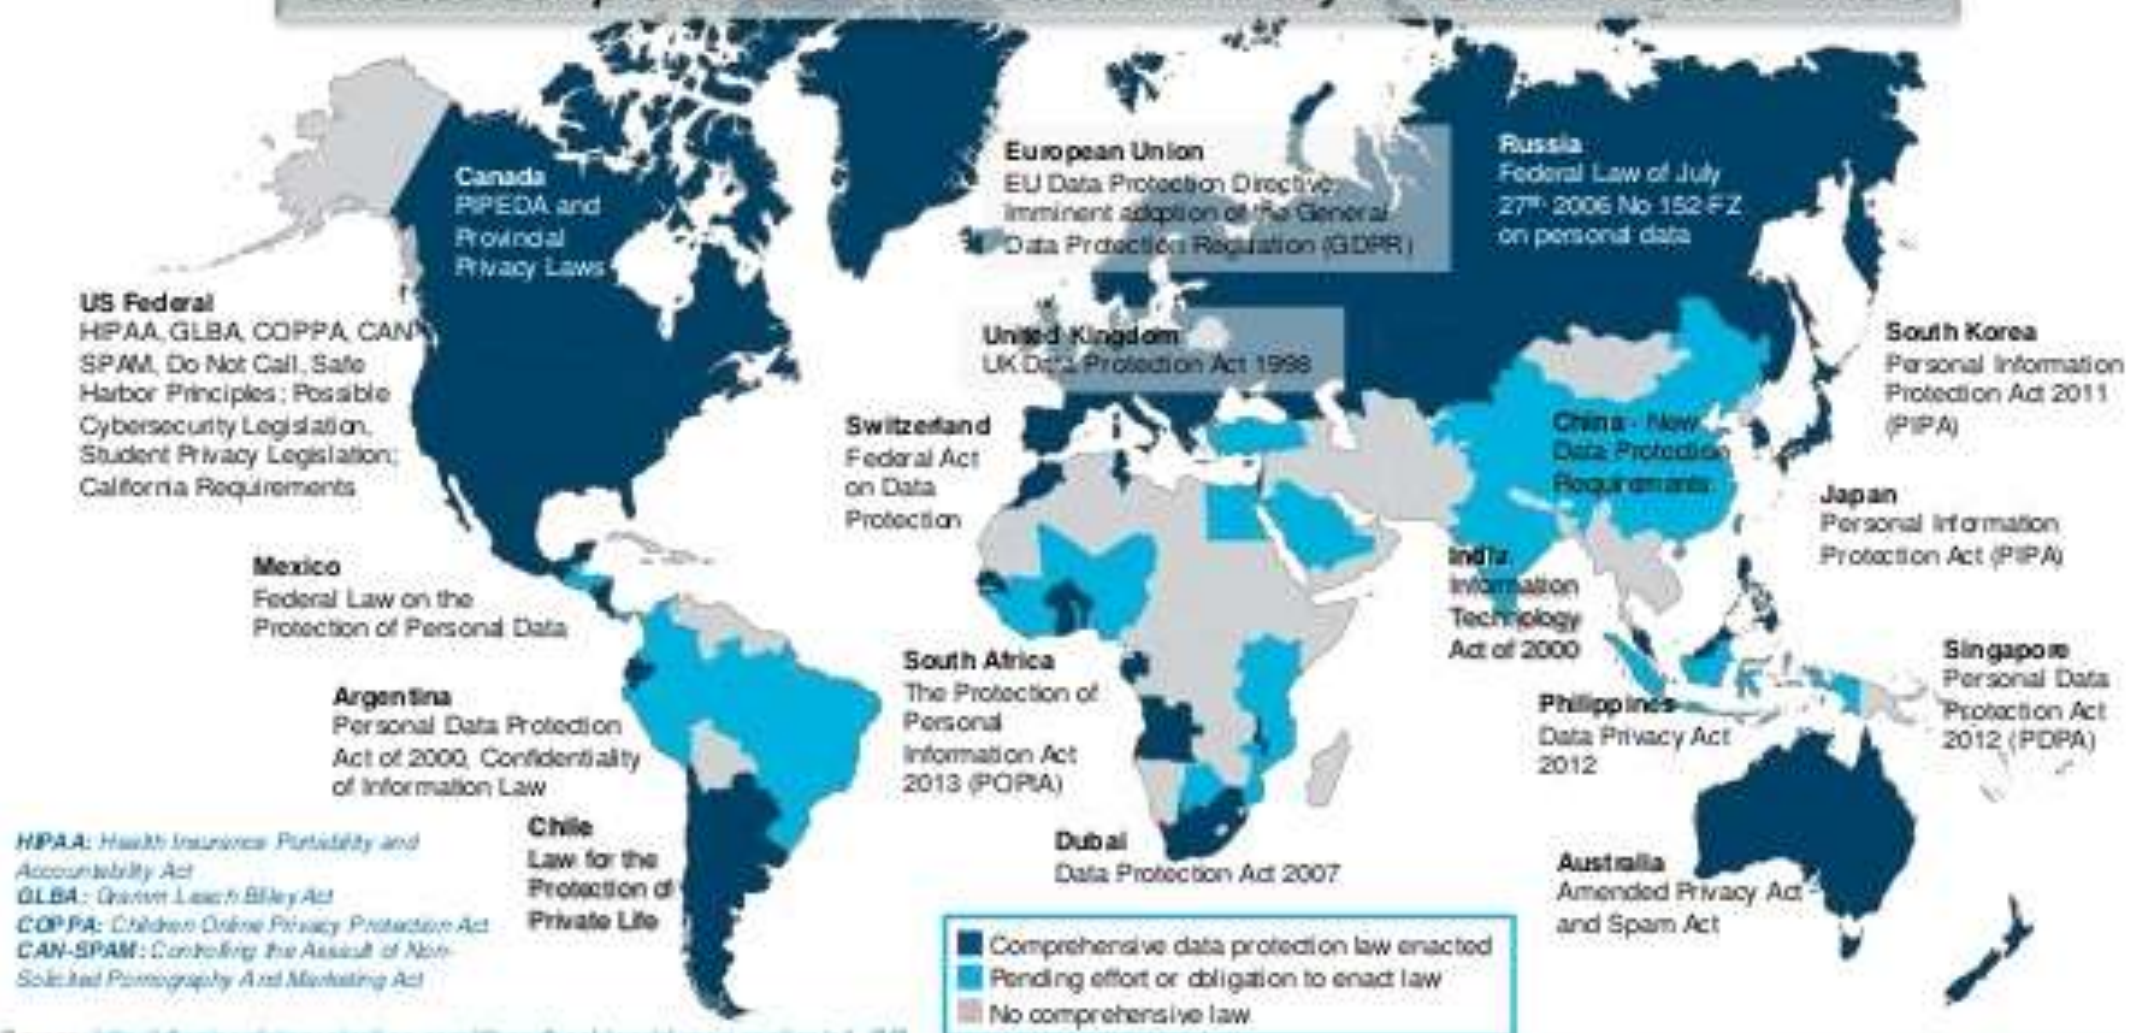 Canada
PIPEDA and
Provincial
Privacy Laws
European Union
EU Data Protection Directive,
Imminent adoption of the General
Data Protection Regulation (GDPR)
Russia
Federal Law of July
27th 2006 No 152 FZ
on personal data
US Federal
HIPAA, GLBA, COPPA, CAN
SPAM, Do Not Call, Safe
Harbor Principles; Possible
Cybersecurity Legislation,
Student Privacy Legislation;
California Requirements
United Kingdom
UK Data Protection Act 1998
South Korea
Personal Information
Protection Act 2011
(PIPA)
Switzerland
Federal Act
on Data
Protection
China - New
Data Protection
Requirements
Japan
Personal Information
Protection Act (PIPA)
Mexico
Federal Law on the
Protection of Personal Data
India
Information
Technology
Act of 2000
South Africa
The Protection of
Personal
Information Act
2013 (POPIA)
Singapore
Personal Data
Protection Act
2012 (PDPA)
Argentina
Personal Data Protection
Act of 2000, Confidentiality
of Information Law
Philippines
Data Privacy Act
2012
Chile
Law for the
Protection of
Private Life
Dubai
Data Protection Act 2007
Australia
Amended Privacy Act
and Spam Act
HIPAA: Health Insurance Portability and
Accountability Act
GLBA: Gramm Leach Bliley Act
COPPA: Children Online Privacy Protection Act
CAN-SPAM: Controlling the Assault of Non-
Solicited Pornography And Marketing Act
Comprehensive data protection law enacted
Pending effort or obligation to enact law
No comprehensive law